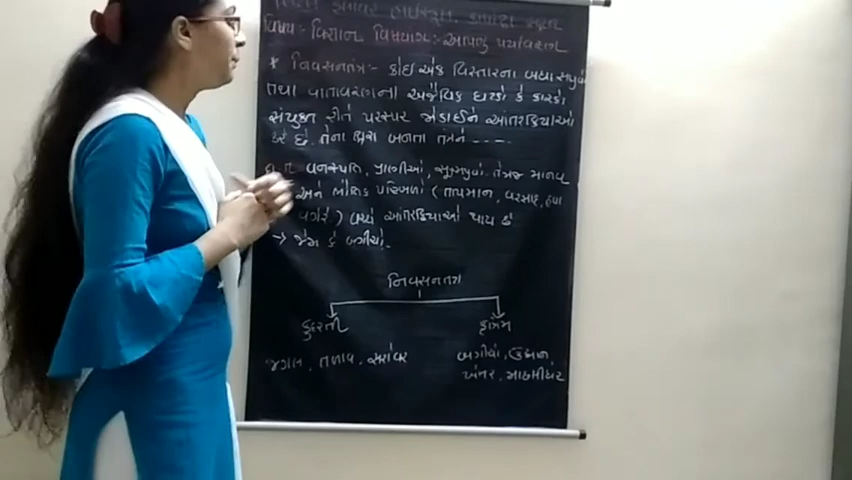 વિષય:- વિજ્ઞાન વિષયાંગ:- આપણું પર્યાવરણ
* નિવસનતંત્ર:- કોઇ એક વિસ્તારના બધા સજીવો
તથા વાતાવરણના અજૈવિક ઘટકો કે કારકો
સંયુક્ત રીતે પરસ્પર જોડાઈને આંતરક્રિયાઓ
કરે છે. તેના દ્વારા બનતા તંત્રને ----.
વનસ્પતિ, પ્રાણીઓ, સુક્ષ્મજીવો તેમજ માનવ
અને ભૌતિક પરિબળો (તાપમાન, વરસાદ, હવા
વગેરે) વચ્ચે આંતરક્રિયાઓ થાય છે
→ જેમ કે બગીચો.
નિવસનતંત્ર
કુદરતી કૃત્રિમ
જંગલ, તળાવ, સરોવર બગીચો, ઉદ્યાન,
ખેતર, માછલીઘર